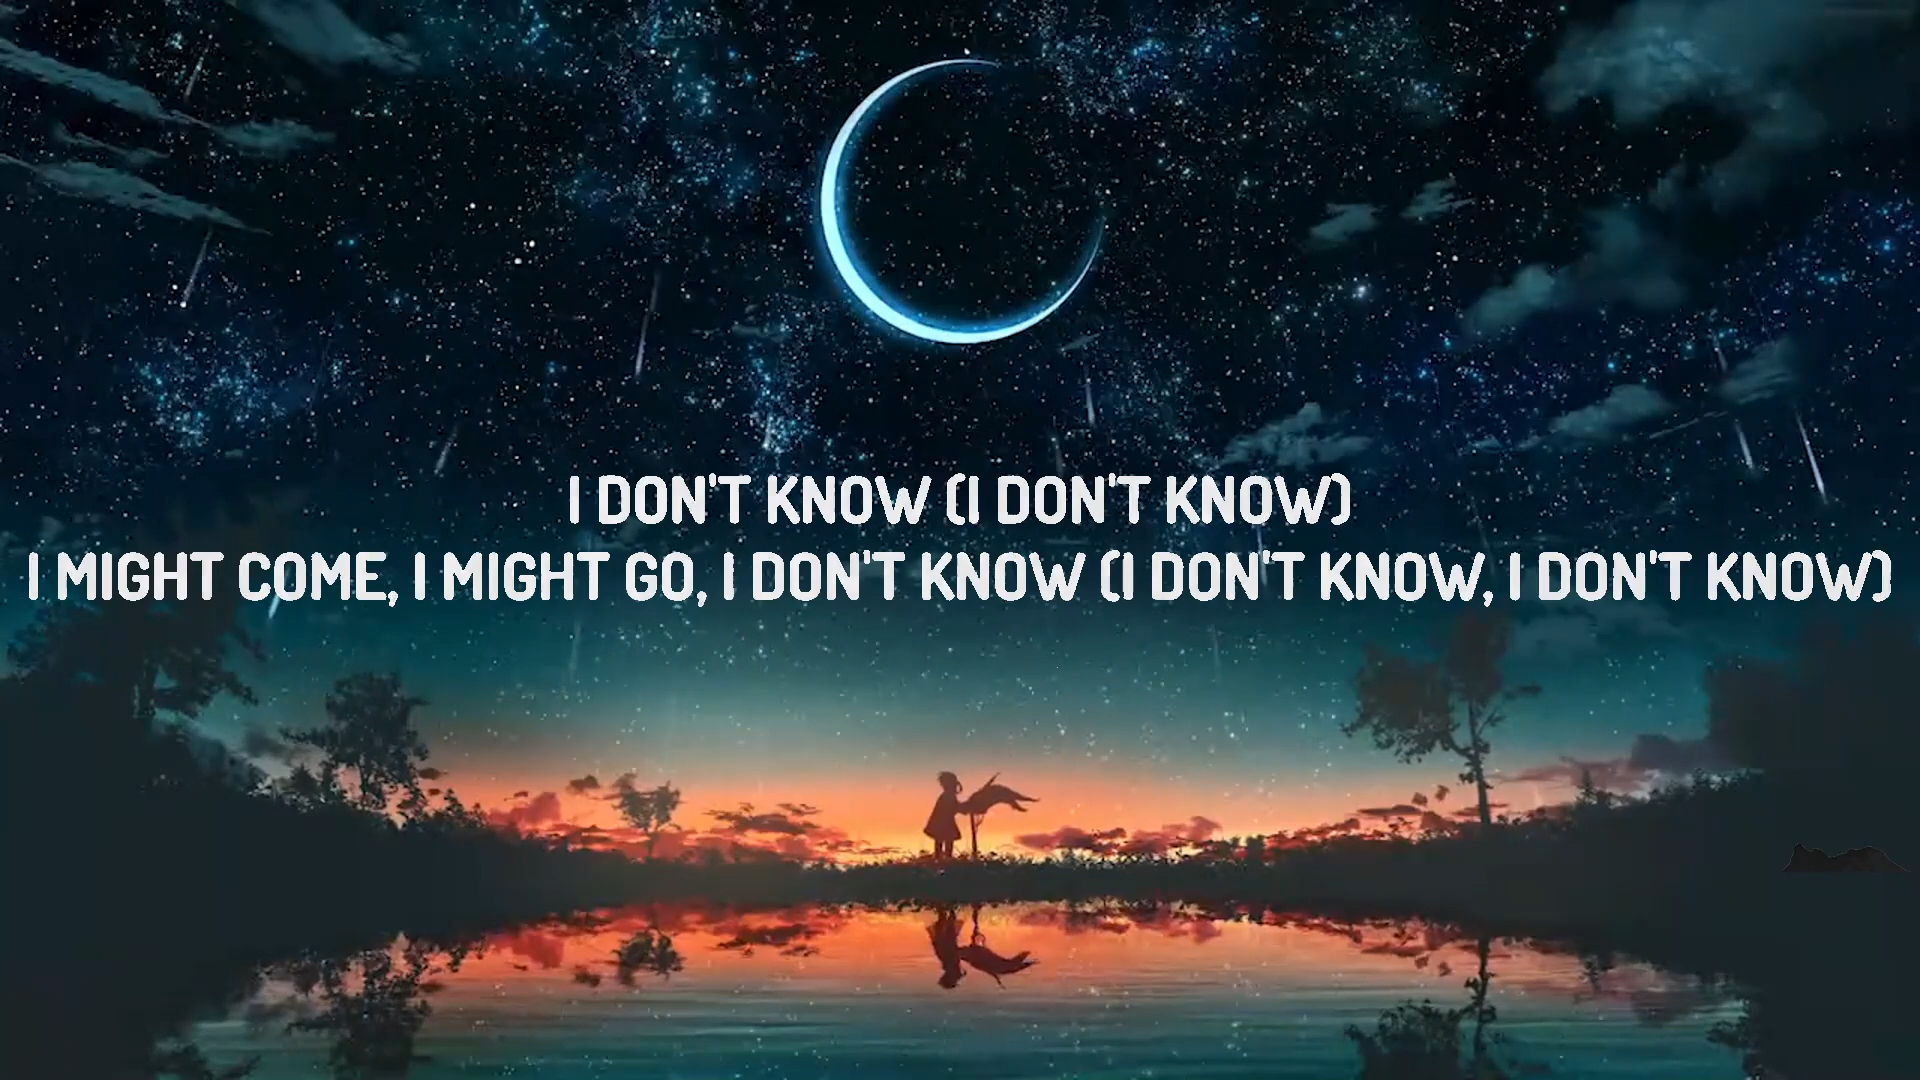 I DON'T KNOW (I DON'T KNOW)
I MIGHT COME, I MIGHT GO, I DON'T KNOW (I DON'T KNOW, I DON'T KNOW)